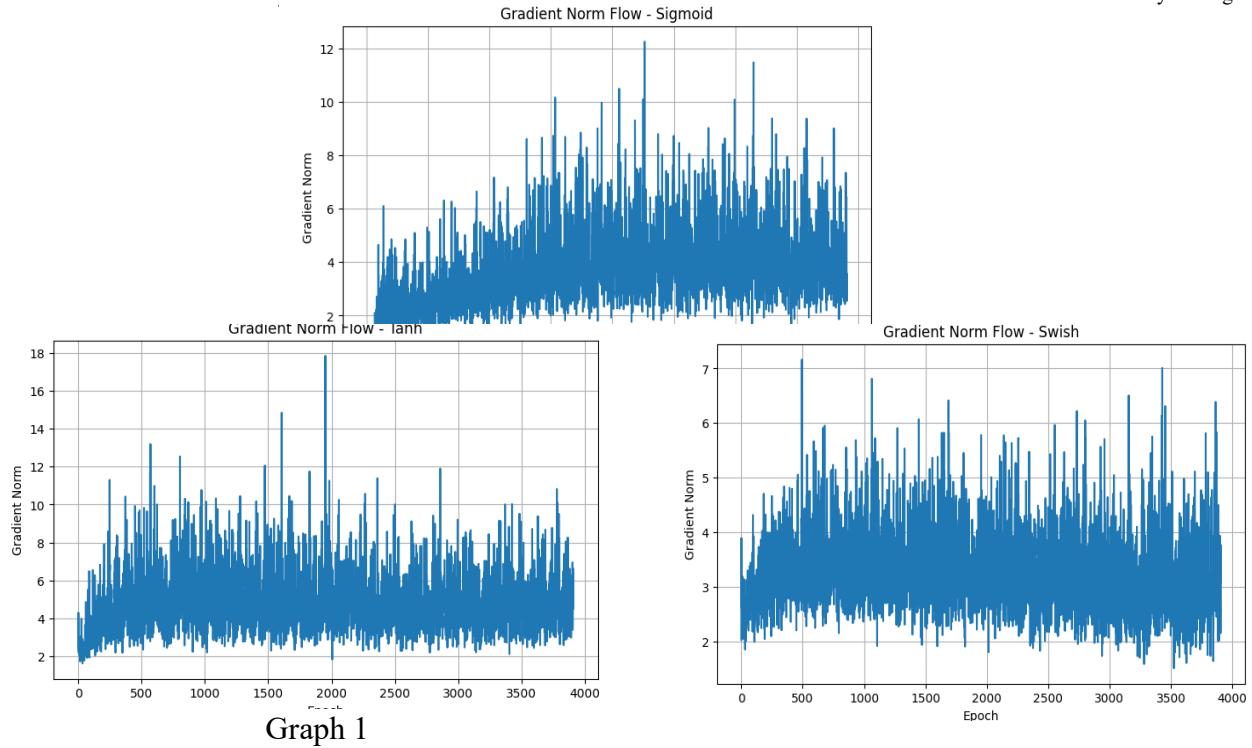 Gradient Norm Flow - Sigmoid
12
10
8
6
4
2
Gradient Norm
Gradient Norm Flow - Tanh
18
16
14
12
10
8
6
4
2
Gradient Norm
0 500 1000 1500 2000 2500 3000 3500 4000
Epoch
Gradient Norm Flow - Swish
7
6
5
4
3
2
Gradient Norm
0 500 1000 1500 2000 2500 3000 3500 4000
Epoch
Graph 1